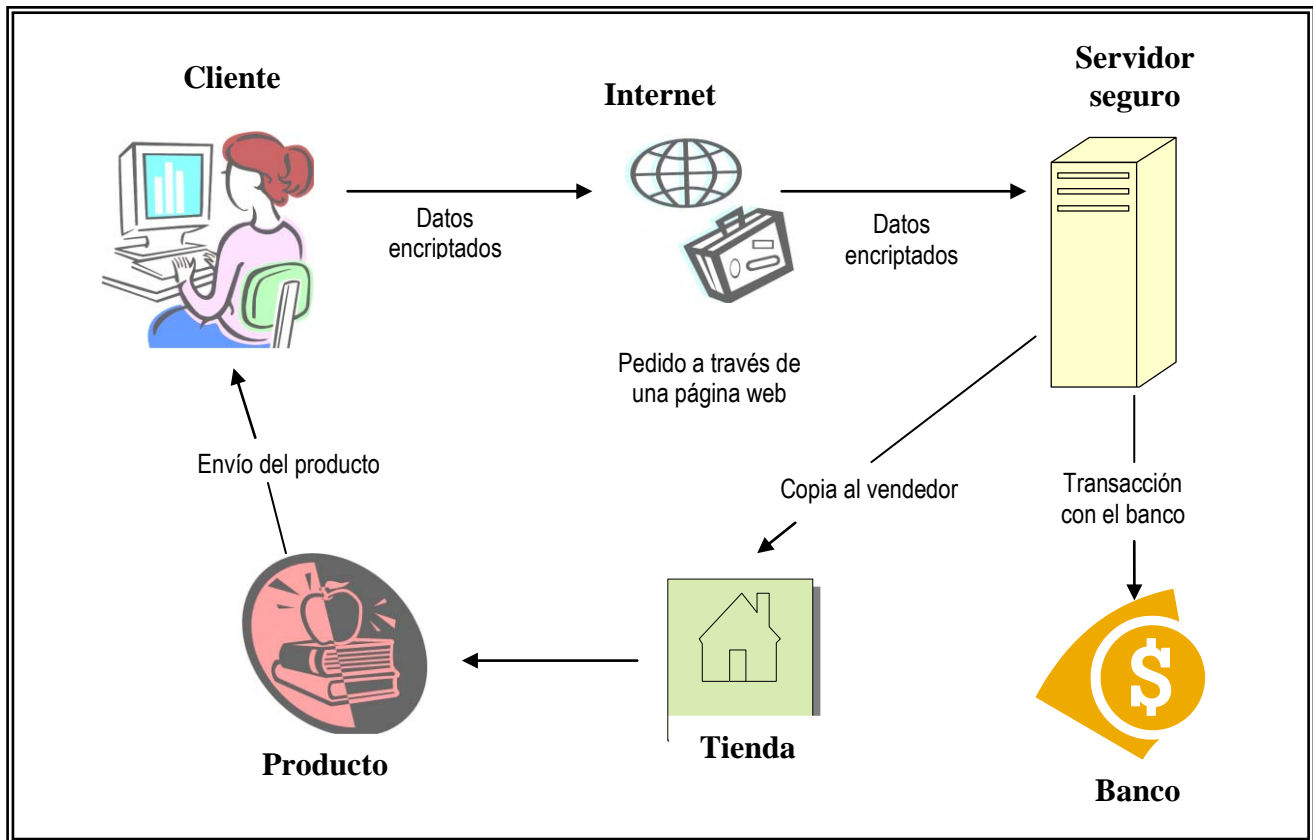 Cliente
Internet
Servidor
seguro
Datos
encriptados
Datos
encriptados
Pedido a través de
una página web
Envío del producto
Copia al vendedor
Transacción
con el banco
Producto
Tienda
$
Banco